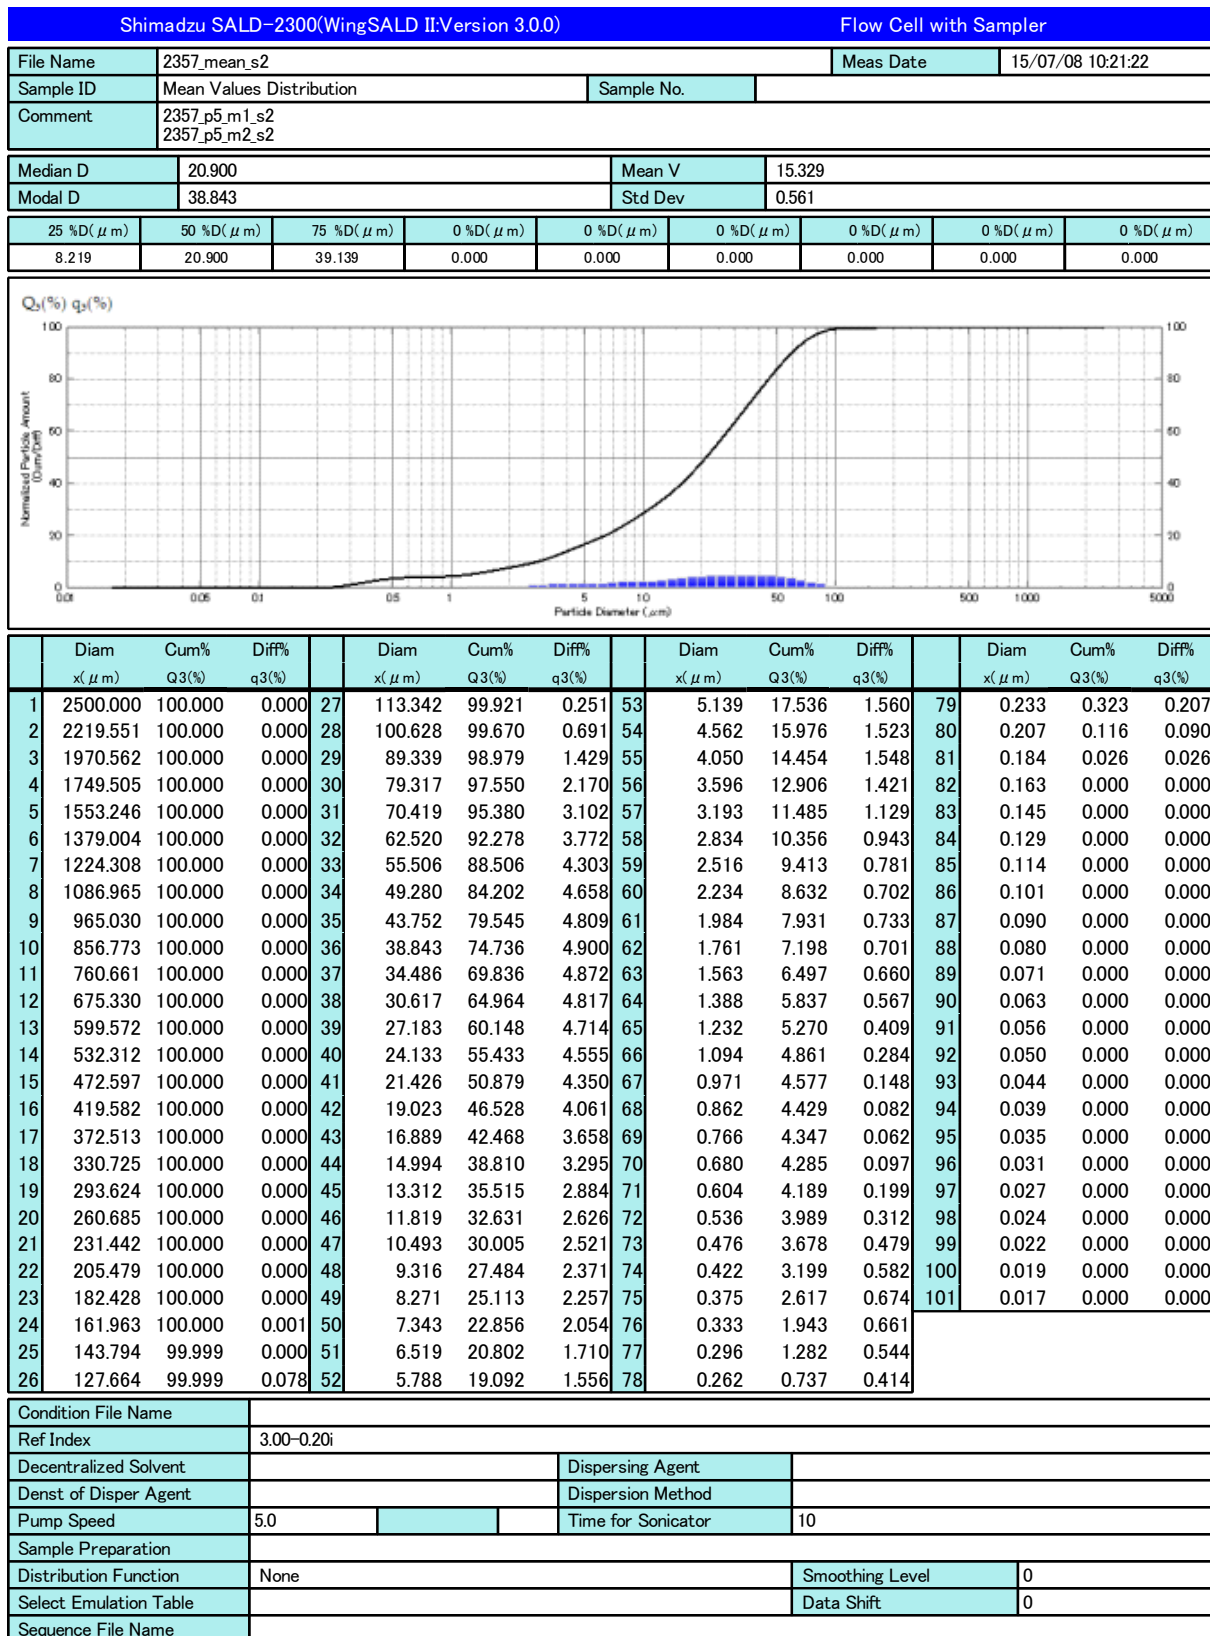 Shimadzu SALD-2300(WingSALD II:Version 3.0.0) Flow Cell with Sampler
File Name 2357_mean_s2 Meas Date 15/07/08 10:21:22
Sample ID Mean Values Distribution Sample No.
Comment 2357_p5_m1_s2
2357_p5_m2_s2
Median D 20.900 Mean V 15.329
Modal D 38.843 Std Dev 0.561
25 %D(μm) 50 %D(μm) 75 %D(μm) 0 %D(μm) 0 %D(μm) 0 %D(μm) 0 %D(μm) 0 %D(μm) 0 %D(μm)
8.219 20.900 39.139 0.000 0.000 0.000 0.000 0.000 0.000
Q₃(%) q₃(%)
100 100
80 80
60 60
40 40
20 20
0 0
Normalized Particle Amount
(Cum/Diff)
0.01 0.05 0.1 0.5 1 5 10 50 100 500 1000 5000
Particle Diameter (μm)
Diam Cum% Diff% Diam Cum% Diff% Diam Cum% Diff% Diam Cum% Diff%
x(μm) Q3(%) q3(%) x(μm) Q3(%) q3(%) x(μm) Q3(%) q3(%) x(μm) Q3(%) q3(%)
1 2500.000 100.000 0.000 27 113.342 99.921 0.251 53 5.139 17.536 1.560 79 0.233 0.323 0.207
2 2219.551 100.000 0.000 28 100.628 99.670 0.691 54 4.562 15.976 1.523 80 0.207 0.116 0.090
3 1970.562 100.000 0.000 29 89.339 98.979 1.429 55 4.050 14.454 1.548 81 0.184 0.026 0.026
4 1749.505 100.000 0.000 30 79.317 97.550 2.170 56 3.596 12.906 1.421 82 0.163 0.000 0.000
5 1553.246 100.000 0.000 31 70.419 95.380 3.102 57 3.193 11.485 1.129 83 0.145 0.000 0.000
6 1379.004 100.000 0.000 32 62.520 92.278 3.772 58 2.834 10.356 0.943 84 0.129 0.000 0.000
7 1224.308 100.000 0.000 33 55.506 88.506 4.303 59 2.516 9.413 0.781 85 0.114 0.000 0.000
8 1086.965 100.000 0.000 34 49.280 84.202 4.658 60 2.234 8.632 0.702 86 0.101 0.000 0.000
9 965.030 100.000 0.000 35 43.752 79.545 4.809 61 1.984 7.931 0.733 87 0.090 0.000 0.000
10 856.773 100.000 0.000 36 38.843 74.736 4.900 62 1.761 7.198 0.701 88 0.080 0.000 0.000
11 760.661 100.000 0.000 37 34.486 69.836 4.872 63 1.563 6.497 0.660 89 0.071 0.000 0.000
12 675.330 100.000 0.000 38 30.617 64.964 4.817 64 1.388 5.837 0.567 90 0.063 0.000 0.000
13 599.572 100.000 0.000 39 27.183 60.148 4.714 65 1.232 5.270 0.409 91 0.056 0.000 0.000
14 532.312 100.000 0.000 40 24.133 55.433 4.555 66 1.094 4.861 0.284 92 0.050 0.000 0.000
15 472.597 100.000 0.000 41 21.426 50.879 4.350 67 0.971 4.577 0.148 93 0.044 0.000 0.000
16 419.582 100.000 0.000 42 19.023 46.528 4.061 68 0.862 4.429 0.082 94 0.039 0.000 0.000
17 372.513 100.000 0.000 43 16.889 42.468 3.658 69 0.766 4.347 0.062 95 0.035 0.000 0.000
18 330.725 100.000 0.000 44 14.994 38.810 3.295 70 0.680 4.285 0.097 96 0.031 0.000 0.000
19 293.624 100.000 0.000 45 13.312 35.515 2.884 71 0.604 4.189 0.199 97 0.027 0.000 0.000
20 260.685 100.000 0.000 46 11.819 32.631 2.626 72 0.536 3.989 0.312 98 0.024 0.000 0.000
21 231.442 100.000 0.000 47 10.493 30.005 2.521 73 0.476 3.678 0.479 99 0.022 0.000 0.000
22 205.479 100.000 0.000 48 9.316 27.484 2.371 74 0.422 3.199 0.582 100 0.019 0.000 0.000
23 182.428 100.000 0.000 49 8.271 25.113 2.257 75 0.375 2.617 0.674 101 0.017 0.000 0.000
24 161.963 100.000 0.001 50 7.343 22.856 2.054 76 0.333 1.943 0.661
25 143.794 99.999 0.000 51 6.519 20.802 1.710 77 0.296 1.282 0.544
26 127.664 99.999 0.078 52 5.788 19.092 1.556 78 0.262 0.737 0.414
Condition File Name
Ref Index 3.00-0.20i
Decentralized Solvent Dispersing Agent
Denst of Disper Agent Dispersion Method
Pump Speed 5.0 Time for Sonicator 10
Sample Preparation
Distribution Function None Smoothing Level 0
Select Emulation Table Data Shift 0
Sequence File Name